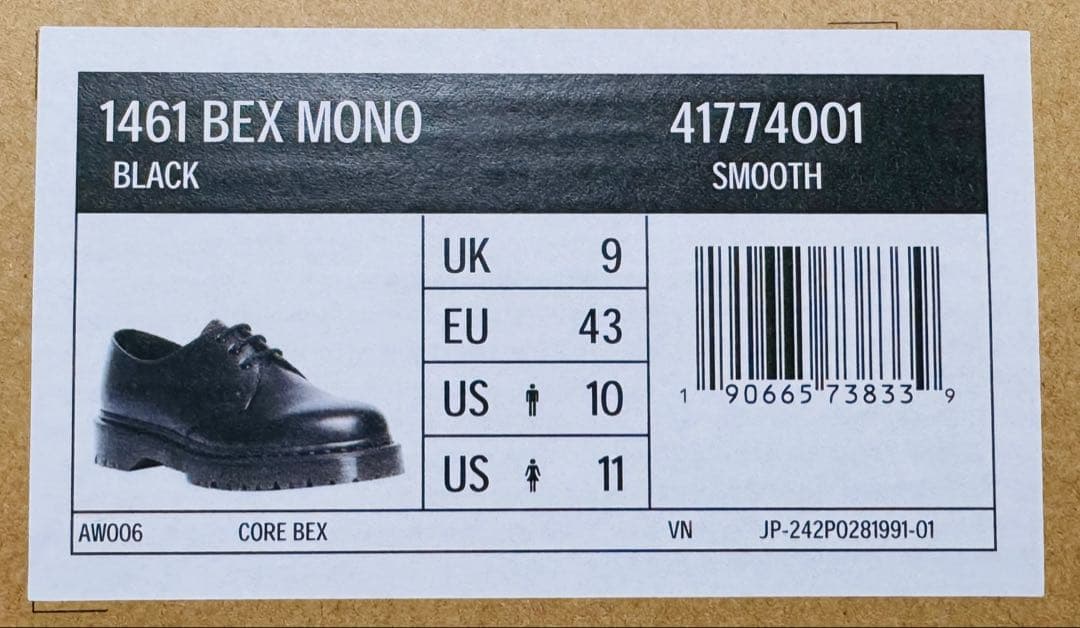 1461 BEX MONO 41774001
BLACK SMOOTH
UK 9
EU 43
US 10
US 11
1 90665 73833 9
AW006 CORE BEX VN JP-242P0281991-01